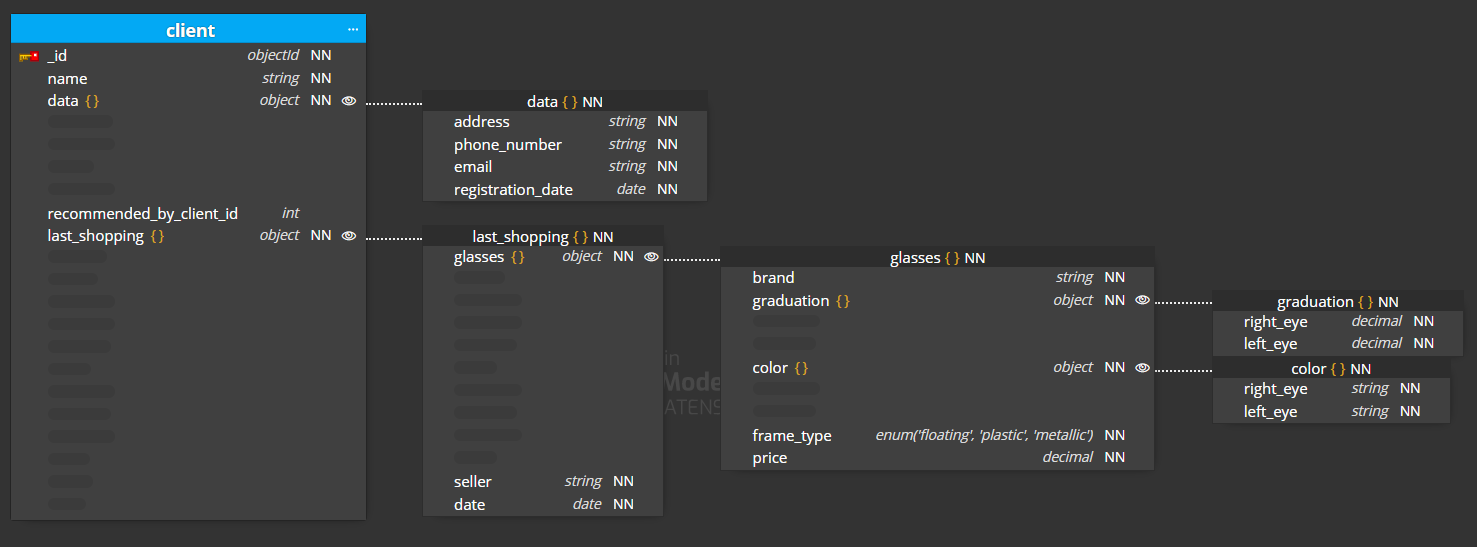 client ...
_id objectId NN
name string NN
data {} object NN
recommended_by_client_id int
last_shopping {} object NN
data { } NN
address string NN
phone_number string NN
email string NN
registration_date date NN
last_shopping { } NN
glasses {} object NN
seller string NN
date date NN
glasses { } NN
brand string NN
graduation {} object NN
color {} object NN
frame_type enum('floating', 'plastic', 'metallic') NN
price decimal NN
graduation { } NN
right_eye decimal NN
left_eye decimal NN
color { } NN
right_eye string NN
left_eye string NN
in
Mode
ATENS